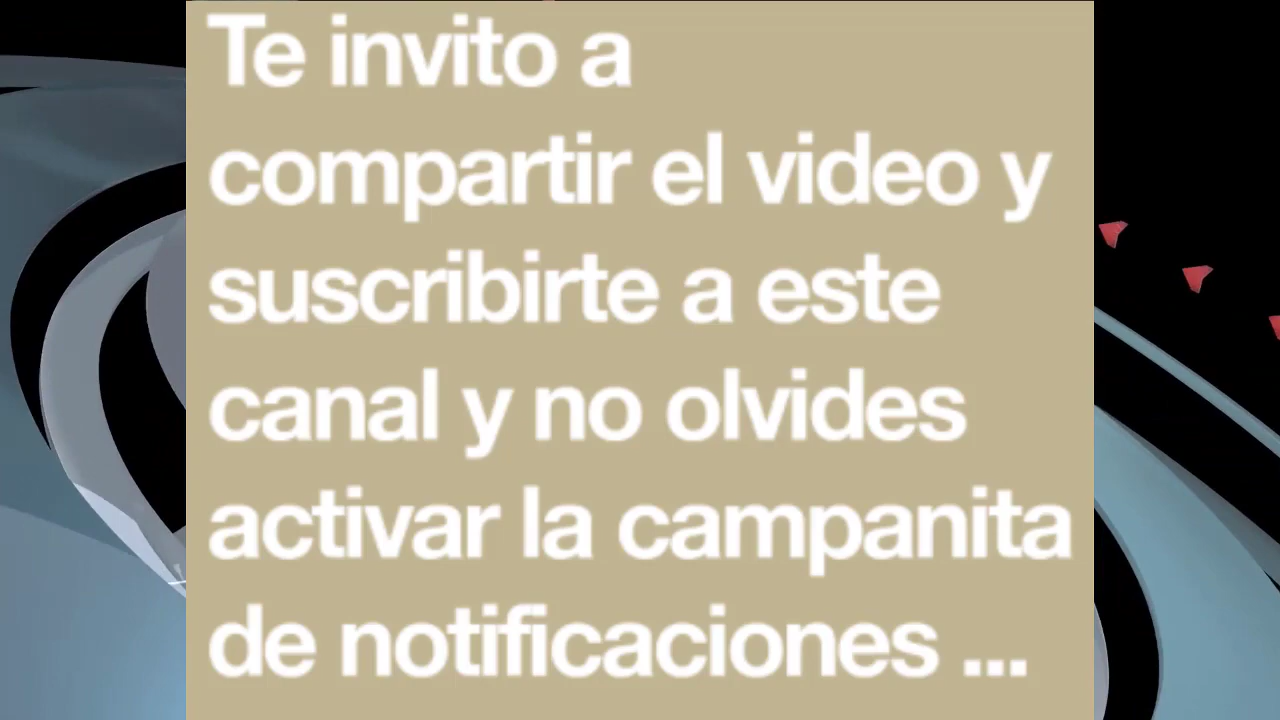 Te invito a
compartir el video y
suscribirte a este
canal y no olvides
activar la campanita
de notificaciones ...